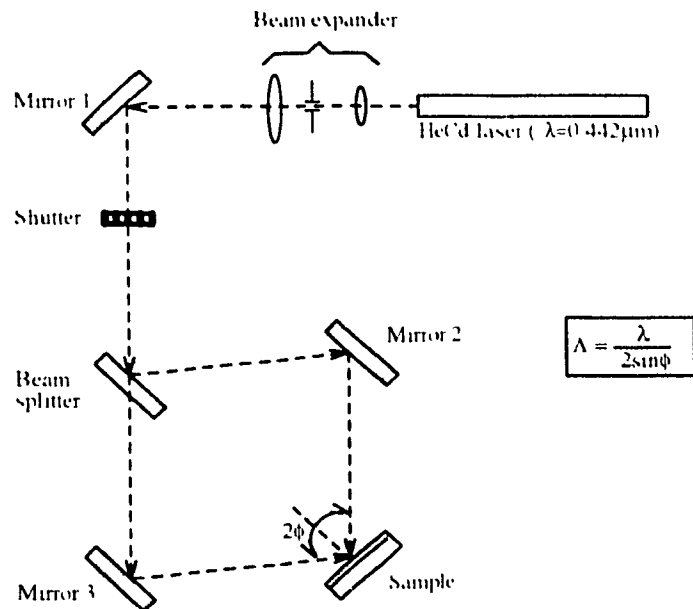 Beam expander
Mirror 1
HeCd laser ( λ=0.442μm)
Shutter
Mirror 2
Λ = λ / 2sinϕ
Beam
splitter
2ϕ
Mirror 3
Sample